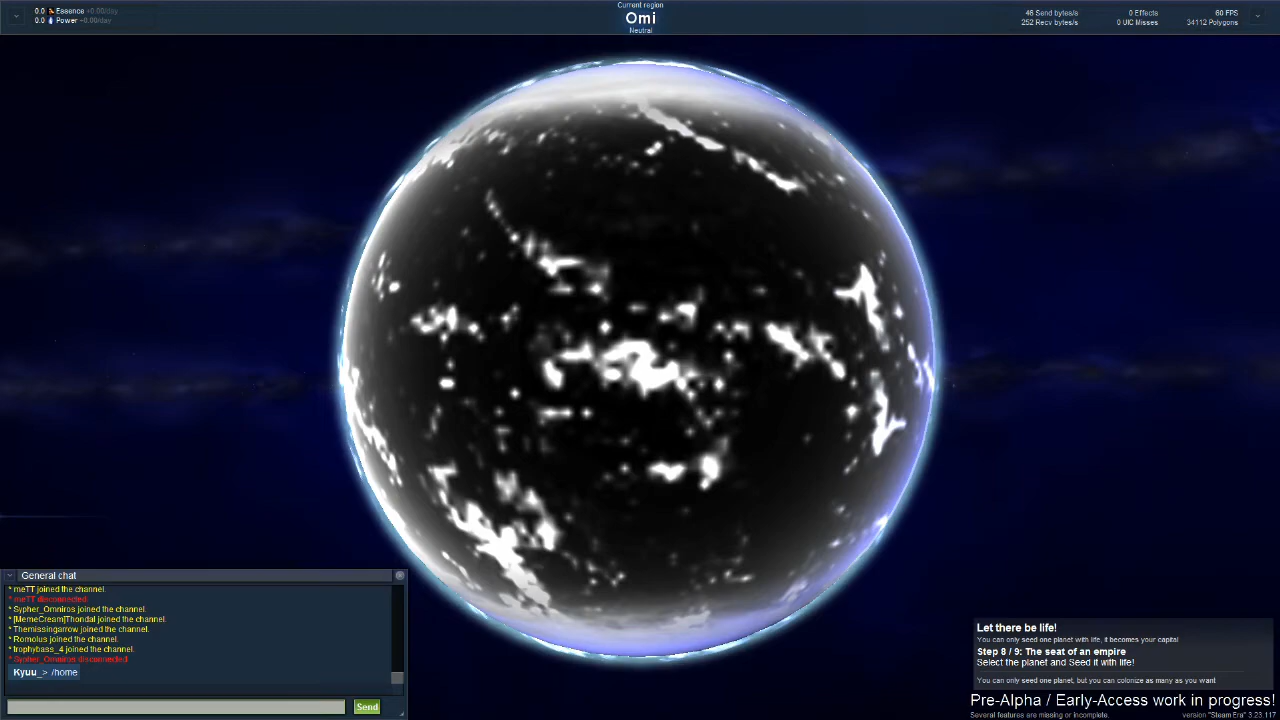 0.0 Essence +0.00/day
0.0 Power +0.00/day
Current region
Omi
Neutral
46 Send bytes/s
252 Recv bytes/s
0 Effects
0 UIC Misses
60 FPS
34112 Polygons
General chat
* meTT joined the channel.
* meTT disconnected.
* Sypher_Omniros joined the channel.
* [MemeCream]Thondal joined the channel.
* Themissingarrow joined the channel.
* Romolus joined the channel.
* trophybass_4 joined the channel.
* Sypher_Omniros disconnected.
Kyuu_> /home
Send
Let there be life!
You can only seed one planet with life, it becomes your capital
Step 8 / 9: The seat of an empire
Select the planet and Seed it with life!
You can only seed one planet, but you can colonize as many as you want
Pre-Alpha / Early-Access work in progress!
Several features are missing or incomplete.
version "Steam Era" 3.23.117